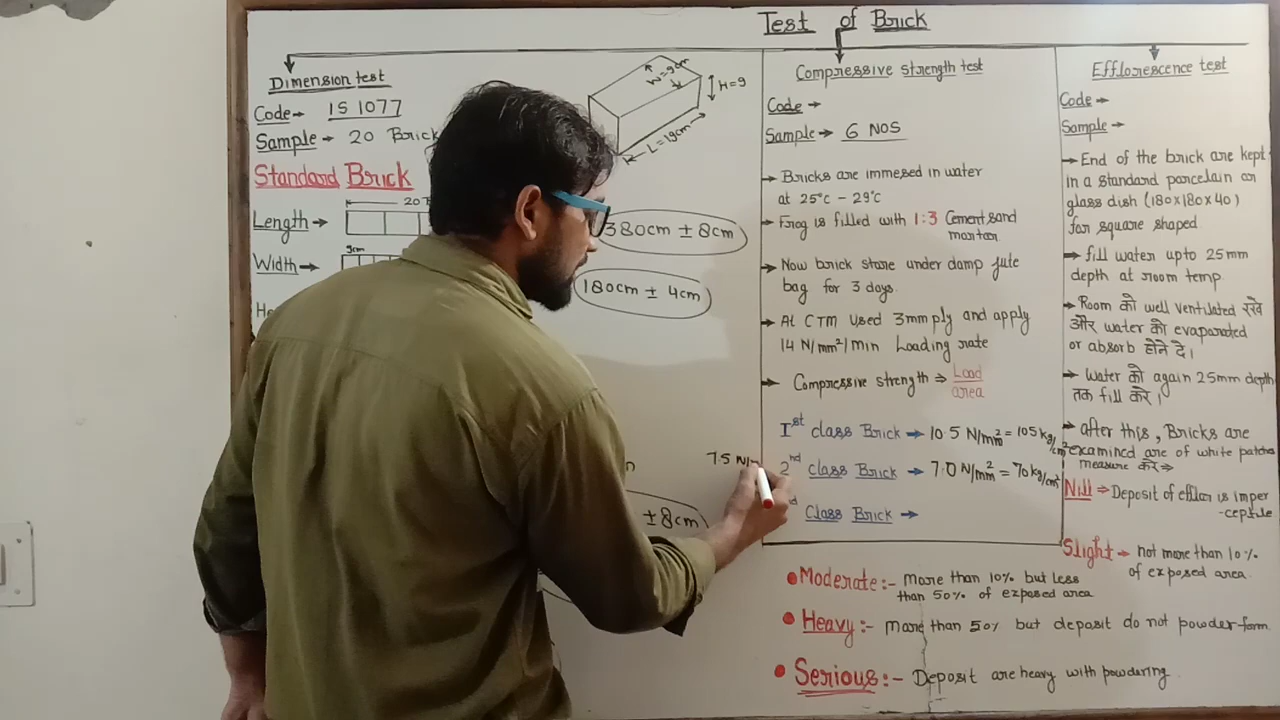 Test of Brick
Dimension test
Code- IS 1077
Sample- 20 Brick
Standard Brick
Length→
Width→
20
9cm
W=9cm
H=9
L=19cm
380cm ± 8cm
180cm ± 4cm
±8cm
7.5 N/m
Compressive strength test
Code→
Sample→ 6 NOS
→ Bricks are immesed in water
at 25°c - 29°c
→ Frog is filled with 1:3 Cement, sand
mortar
→ Now brick store under damp jute
bag for 3 days.
→ At CTM Used 3mm ply and apply
14 N/mm²/min Loading rate
→ Compressive strength ⇒ Load
area
Ist class Brick → 10.5 N/mm² = 105 kg/cm²
2nd class Brick → 7.0 N/mm² = 70 kg/cm²
Class Brick →
Efflorescence test
Code→
Sample→
→ End of the brick are kept
in a standard parcelain or
glass dish (180x180x40)
for square shaped
→ fill water upto 25mm
depth at room temp.
→ Room को well ventilated रखे
और water को evaporated
or absorb होने दे।
→ Water को again 25mm depth
तक fill करे।
→ after this, Bricks are
examined are of white patches
measure करे⇒
Nill ⇒ Deposit of efflor is imper
-ceptile
Slight → not more than 10%
of exposed area.
• Moderate:- More than 10% but less
than 50% of exposed area
• Heavy:- More than 50% but deposit do not powder form.
• Serious:- Deposit are heavy with powdering.